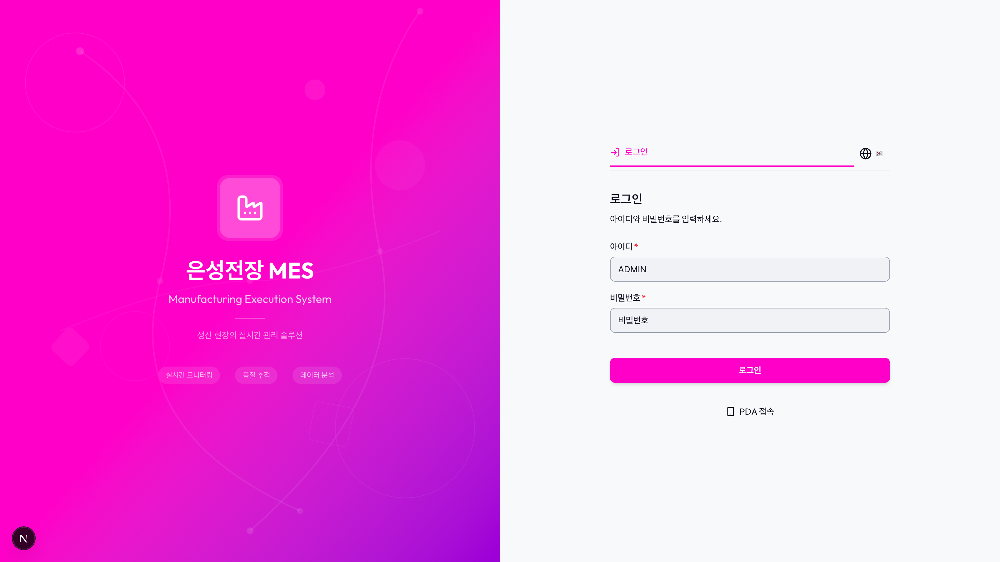 은성전장 MES
Manufacturing Execution System
생산 현장의 실시간 관리 솔루션
실시간 모니터링
품질 추적
데이터 분석
N
로그인
로그인
아이디와 비밀번호를 입력하세요.
아이디 *
ADMIN
비밀번호 *
비밀번호
로그인
PDA 접속